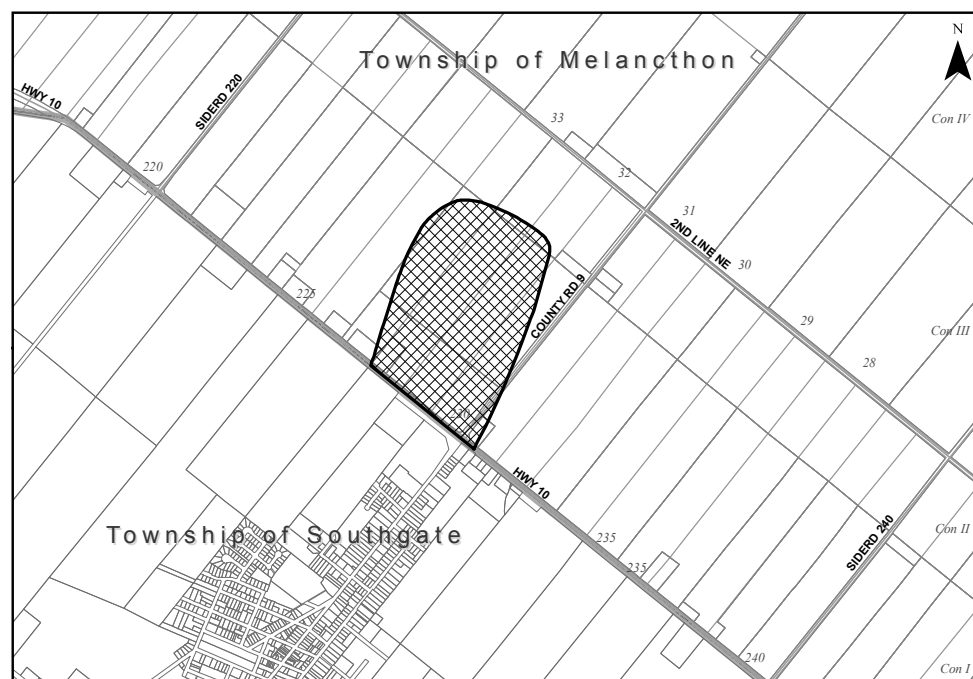 N
Township of Melancthon
HWY 10
SIDERD 220
Con IV
33
220
32
31
2ND LINE NE
30
225
COUNTY RD 9
29
Con III
28
230
HWY 10
Township of Southgate
235
235
SIDERD 240
Con II
240
Con I